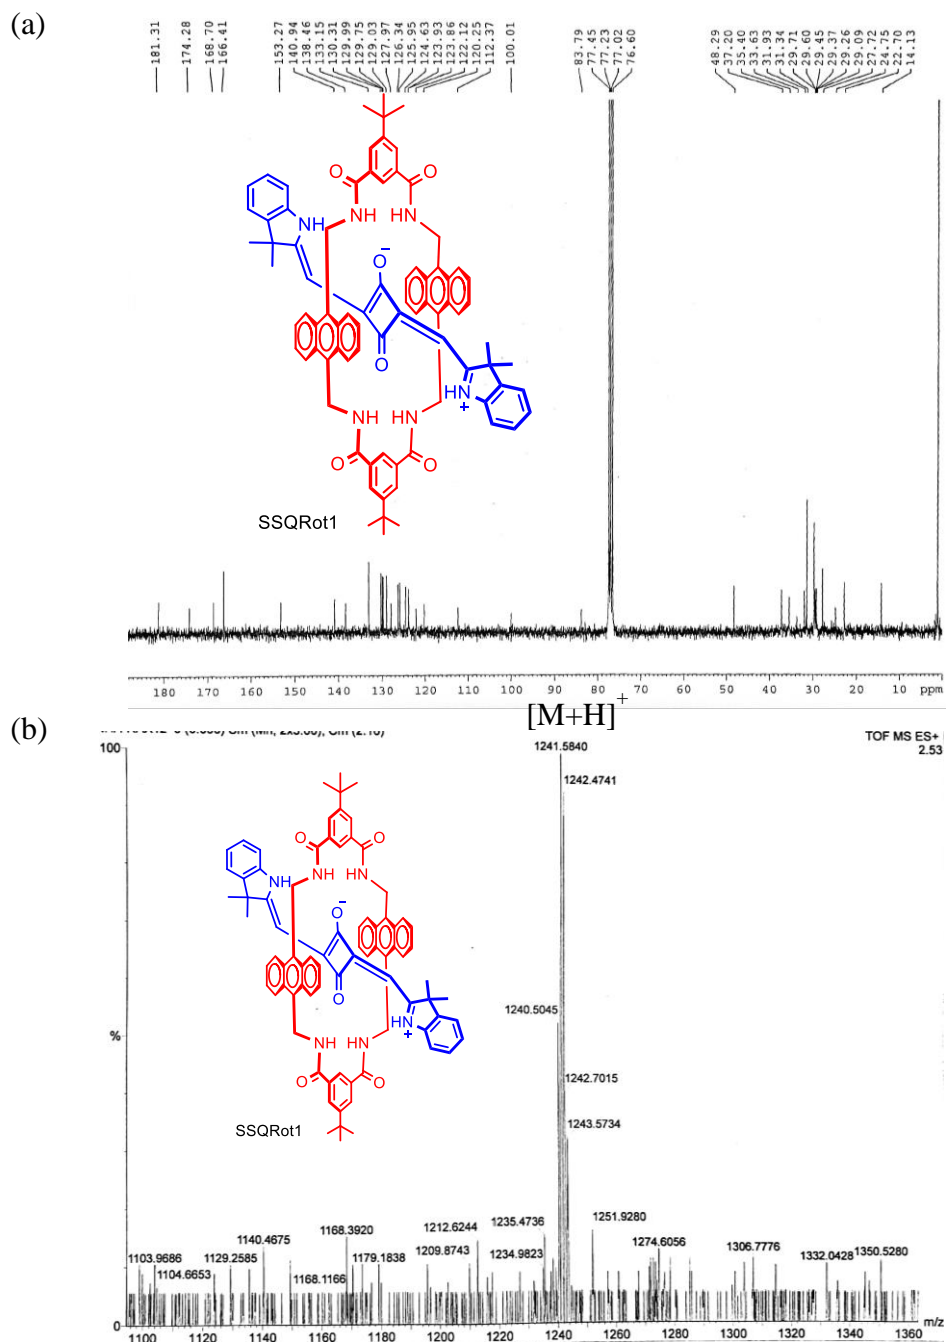 (a)
181.31
174.28
168.70
166.41
153.27
140.94
138.46
133.15
130.31
129.99
129.75
129.03
127.97
126.34
125.95
124.63
123.93
123.86
122.12
120.25
112.37
100.01
83.79
77.45
77.23
77.02
76.60
48.29
37.20
35.40
33.63
31.93
31.34
29.71
29.60
29.45
29.37
29.26
29.09
27.72
24.75
22.70
14.13
O O
NH HN
NH
O−
O
HN
+
NH HN
O O
SSQRot1
180 170 160 150 140 130 120 110 100 90 80 70 60 50 40 30 20 10 ppm
(b)
[M+H]+
TOF MS ES+
2.53
100
1241.5840
1242.4741
O O
NH HN
NH
O−
O
HN
+
1240.5045
%
NH HN
O O
1242.7015
1243.5734
SSQRot1
1103.9686
1104.6653
1129.2585
1140.4675
1168.1166
1168.3920
1179.1838
1209.8743
1212.6244
1234.9823
1235.4736
1251.9280
1274.6056
1306.7776
1332.0428
1350.5280
0
1100 1120 1140 1160 1180 1200 1220 1240 1260 1280 1300 1320 1340 1360
m/z